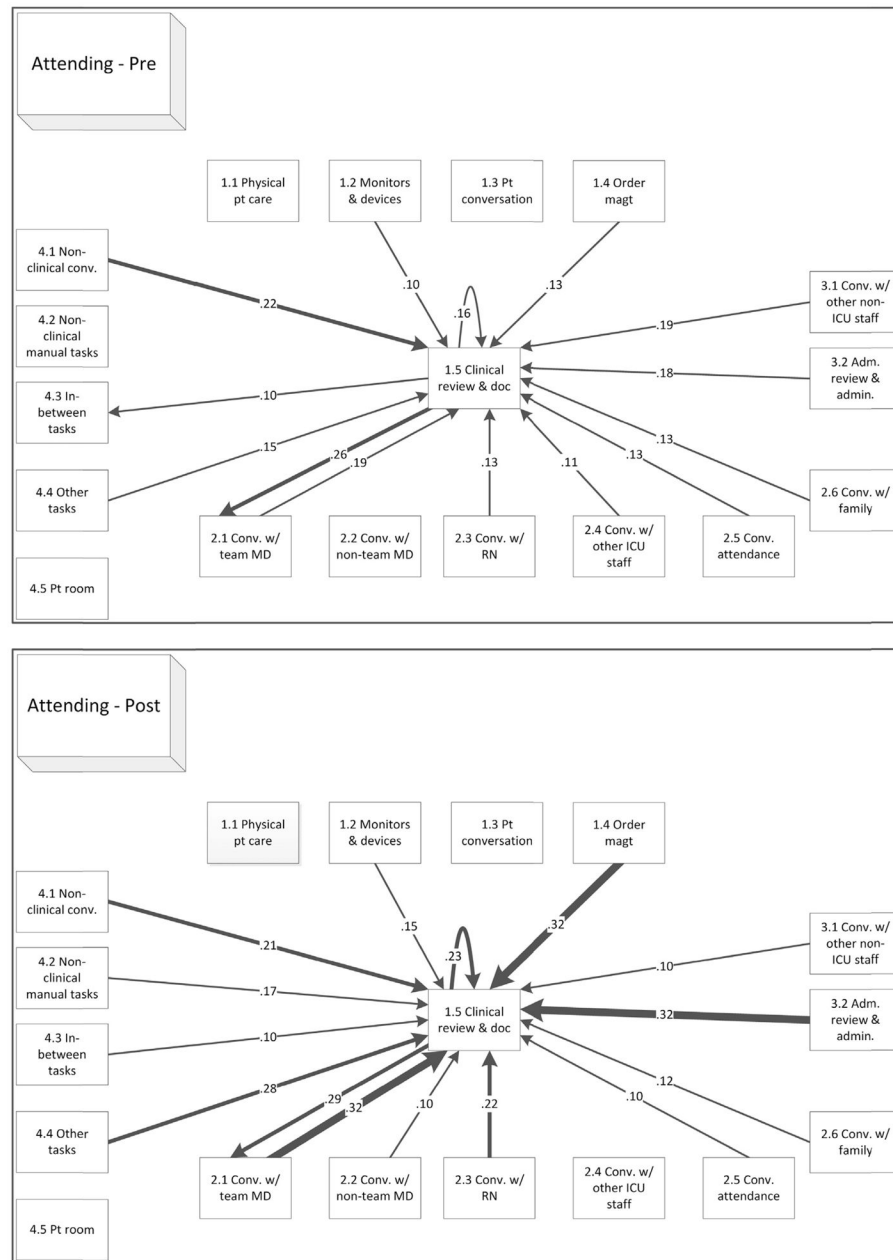 Attending - Pre
1.1 Physical
pt care
1.2 Monitors
& devices
1.3 Pt
conversation
1.4 Order
magt
4.1 Non-
clinical conv.
4.2 Non-
clinical
manual tasks
4.3 In-
between
tasks
4.4 Other
tasks
4.5 Pt room
.22
.10
.16
.13
.19
.18
1.5 Clinical
review & doc
.10
.15
.26
.19
.13
.11
.13
.13
3.1 Conv. w/
other non-
ICU staff
3.2 Adm.
review &
admin.
2.6 Conv. w/
family
2.1 Conv. w/
team MD
2.2 Conv. w/
non-team MD
2.3 Conv. w/
RN
2.4 Conv. w/
other ICU
staff
2.5 Conv.
attendance
Attending - Post
1.1 Physical
pt care
1.2 Monitors
& devices
1.3 Pt
conversation
1.4 Order
magt
4.1 Non-
clinical conv.
4.2 Non-
clinical
manual tasks
4.3 In-
between
tasks
4.4 Other
tasks
4.5 Pt room
.21
.15
.23
.32
.10
.32
1.5 Clinical
review & doc
.17
.10
.28
.29
.32
.10
.22
.10
.12
3.1 Conv. w/
other non-
ICU staff
3.2 Adm.
review &
admin.
2.6 Conv. w/
family
2.1 Conv. w/
team MD
2.2 Conv. w/
non-team MD
2.3 Conv. w/
RN
2.4 Conv. w/
other ICU
staff
2.5 Conv.
attendance